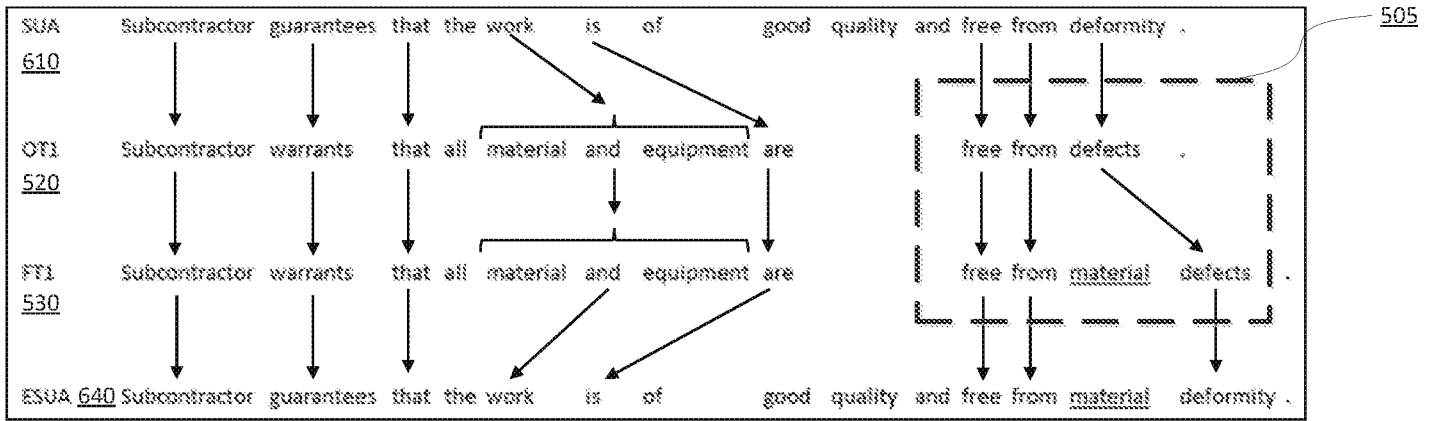 SUA Subcontractor guarantees that the work is of good quality and free from deformity .
505
610
OT1 Subcontractor warrants that all material and equipment are free from defects .
520
FT1 Subcontractor warrants that all material and equipment are free from material defects .
530
ESUA 640 Subcontractor guarantees that the work is of good quality and free from material deformity .